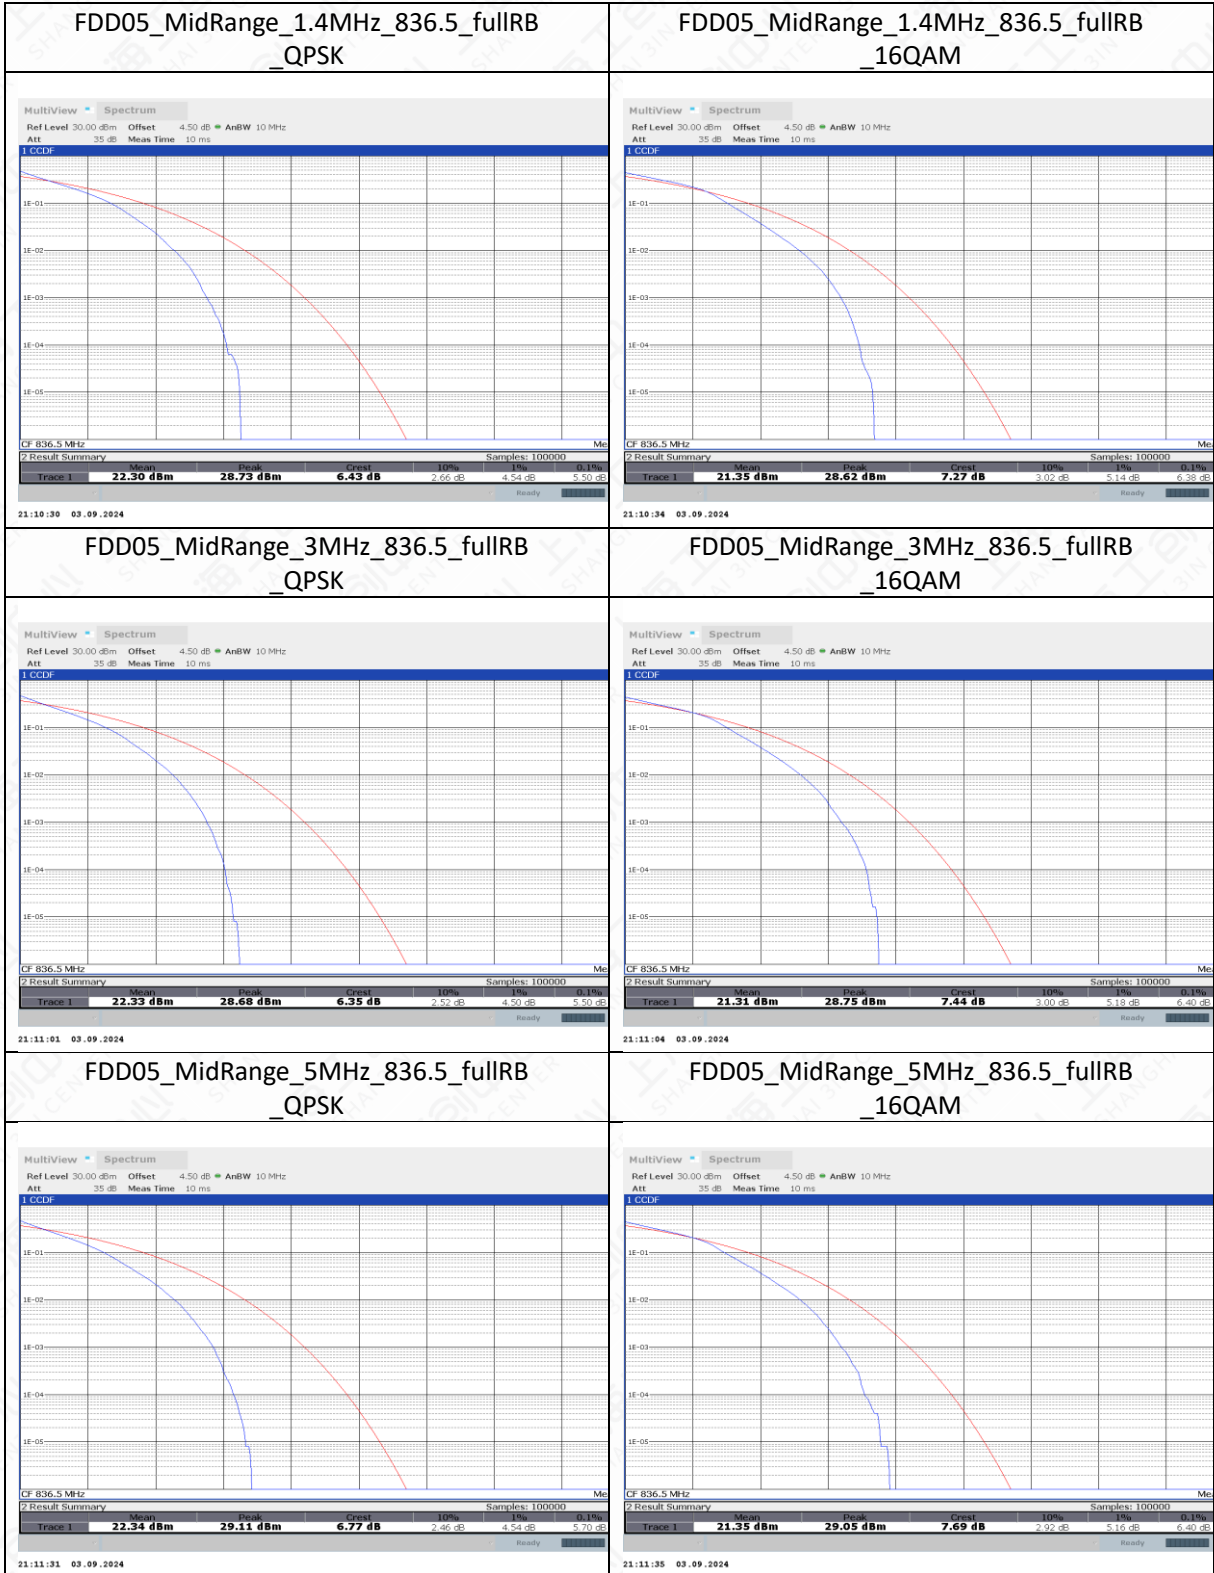 FDD05_MidRange_1.4MHz_836.5_fullRB
_QPSK
MultiView Spectrum
Ref Level 30.00 dBm Offset 4.50 dB AnBW 10 MHz
Att 35 dB Meas Time 10 ms
1 CCDF
1E-01
1E-02
1E-03
1E-04
1E-05
CF 836.5 MHz Me
2 Result Summary Samples: 100000
Mean Peak Crest 10% 1% 0.1%
Trace 1 22.30 dBm 28.73 dBm 6.43 dB 2.66 dB 4.54 dB 5.50 dB
Ready
21:10:30 03.09.2024
FDD05_MidRange_1.4MHz_836.5_fullRB
_16QAM
MultiView Spectrum
Ref Level 30.00 dBm Offset 4.50 dB AnBW 10 MHz
Att 35 dB Meas Time 10 ms
1 CCDF
1E-01
1E-02
1E-03
1E-04
1E-05
CF 836.5 MHz Me
2 Result Summary Samples: 100000
Mean Peak Crest 10% 1% 0.1%
Trace 1 21.35 dBm 28.62 dBm 7.27 dB 3.02 dB 5.14 dB 6.38 dB
Ready
21:10:34 03.09.2024
FDD05_MidRange_3MHz_836.5_fullRB
_QPSK
MultiView Spectrum
Ref Level 30.00 dBm Offset 4.50 dB AnBW 10 MHz
Att 35 dB Meas Time 10 ms
1 CCDF
1E-01
1E-02
1E-03
1E-04
1E-05
CF 836.5 MHz Me
2 Result Summary Samples: 100000
Mean Peak Crest 10% 1% 0.1%
Trace 1 22.33 dBm 28.68 dBm 6.35 dB 2.52 dB 4.50 dB 5.50 dB
Ready
21:11:01 03.09.2024
FDD05_MidRange_3MHz_836.5_fullRB
_16QAM
MultiView Spectrum
Ref Level 30.00 dBm Offset 4.50 dB AnBW 10 MHz
Att 35 dB Meas Time 10 ms
1 CCDF
1E-01
1E-02
1E-03
1E-04
1E-05
CF 836.5 MHz Me
2 Result Summary Samples: 100000
Mean Peak Crest 10% 1% 0.1%
Trace 1 21.31 dBm 28.75 dBm 7.44 dB 3.00 dB 5.18 dB 6.40 dB
Ready
21:11:04 03.09.2024
FDD05_MidRange_5MHz_836.5_fullRB
_QPSK
MultiView Spectrum
Ref Level 30.00 dBm Offset 4.50 dB AnBW 10 MHz
Att 35 dB Meas Time 10 ms
1 CCDF
1E-01
1E-02
1E-03
1E-04
1E-05
CF 836.5 MHz Me
2 Result Summary Samples: 100000
Mean Peak Crest 10% 1% 0.1%
Trace 1 22.34 dBm 29.11 dBm 6.77 dB 2.46 dB 4.54 dB 5.70 dB
Ready
21:11:31 03.09.2024
FDD05_MidRange_5MHz_836.5_fullRB
_16QAM
MultiView Spectrum
Ref Level 30.00 dBm Offset 4.50 dB AnBW 10 MHz
Att 35 dB Meas Time 10 ms
1 CCDF
1E-01
1E-02
1E-03
1E-04
1E-05
CF 836.5 MHz Me
2 Result Summary Samples: 100000
Mean Peak Crest 10% 1% 0.1%
Trace 1 21.35 dBm 29.05 dBm 7.69 dB 2.92 dB 5.16 dB 6.40 dB
Ready
21:11:35 03.09.2024